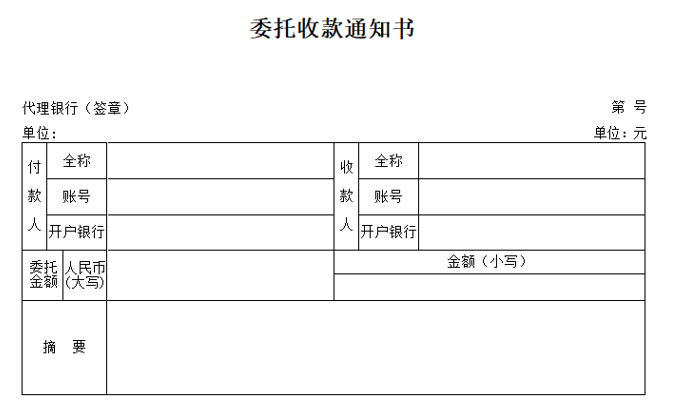 委托收款通知书
代理银行（签章）
第 号
单位:
单位：元
付款人
全称
账号
开户银行
收款人
全称
账号
开户银行
委托金额
人民币(大写)
金额（小写）
摘 要